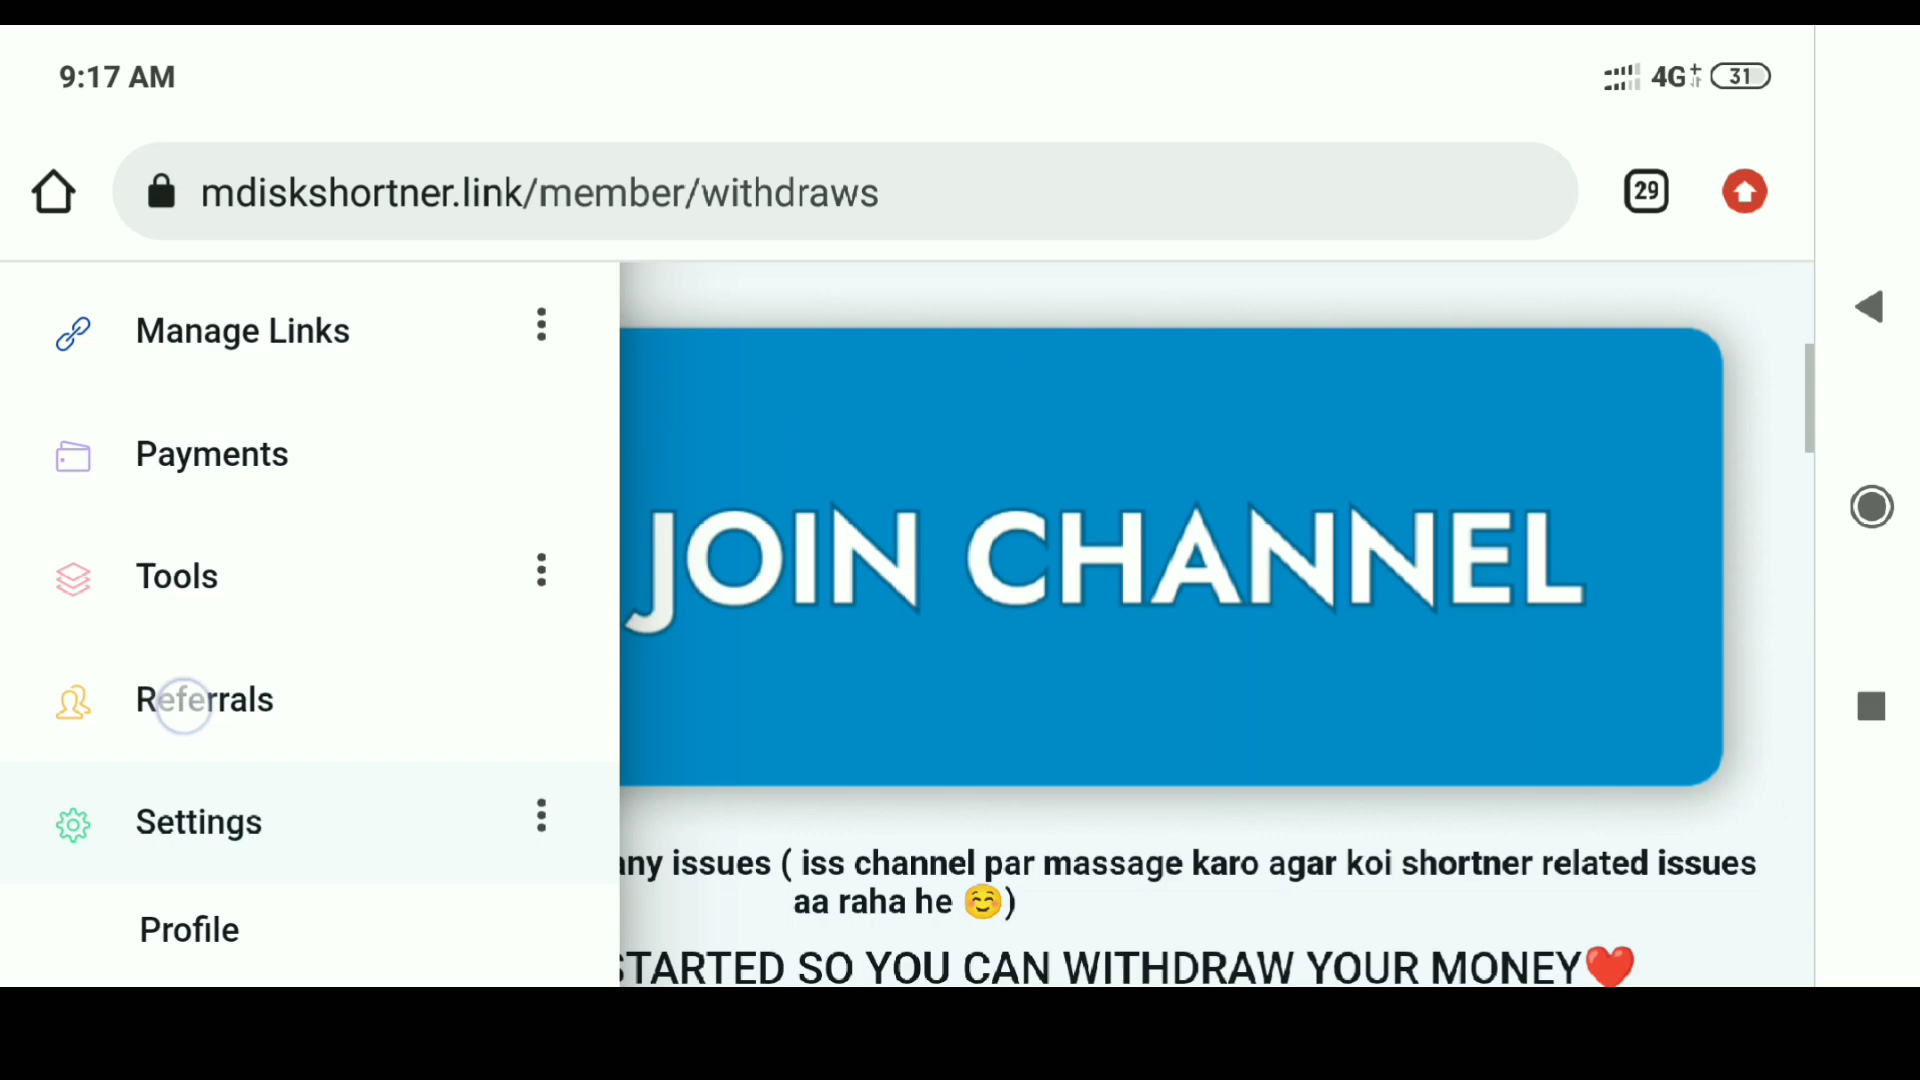 9:17 AM
4G+ 31
mdiskshortner.link/member/withdraws
29
Manage Links
Payments
Tools
Referrals
Settings
Profile
JOIN CHANNEL
any issues ( iss channel par massage karo agar koi shortner related issues
aa raha he ☺️)
STARTED SO YOU CAN WITHDRAW YOUR MONEY❤️